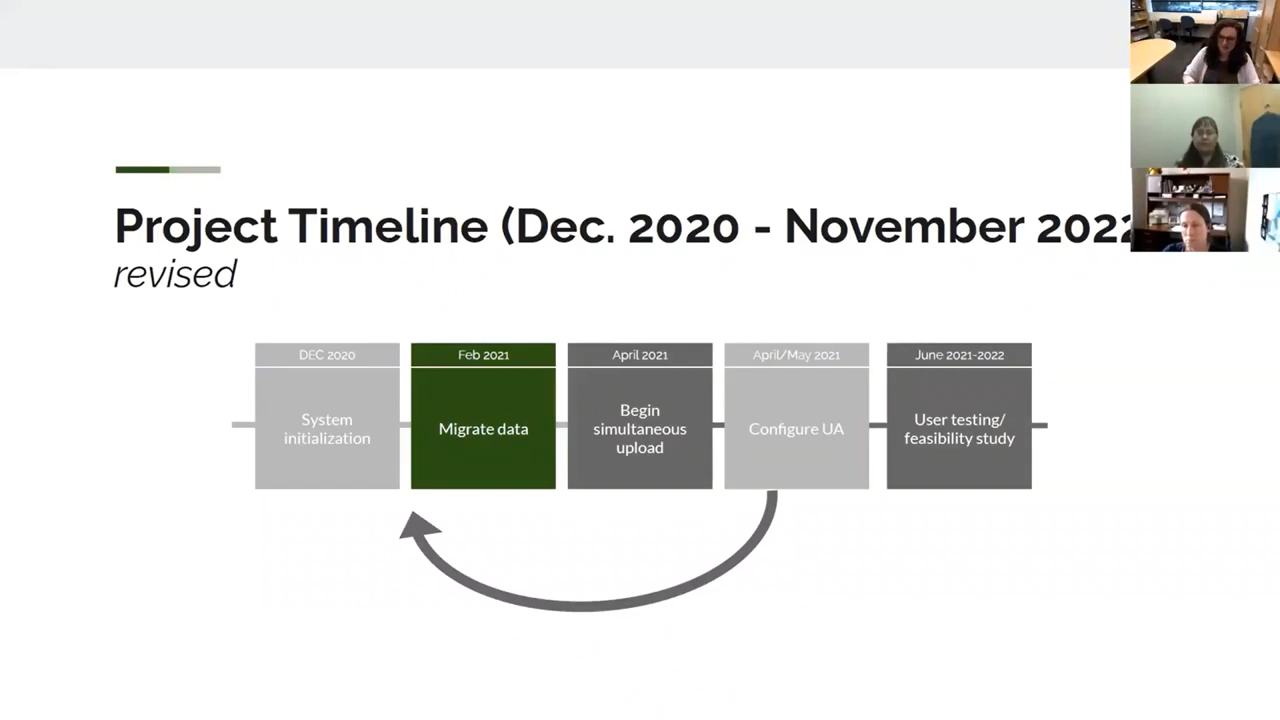 Project Timeline (Dec. 2020 - November 2022
revised
DEC 2020
System
initialization
Feb 2021
Migrate data
April 2021
Begin
simultaneous
upload
April/May 2021
Configure UA
June 2021-2022
User testing/
feasibility study